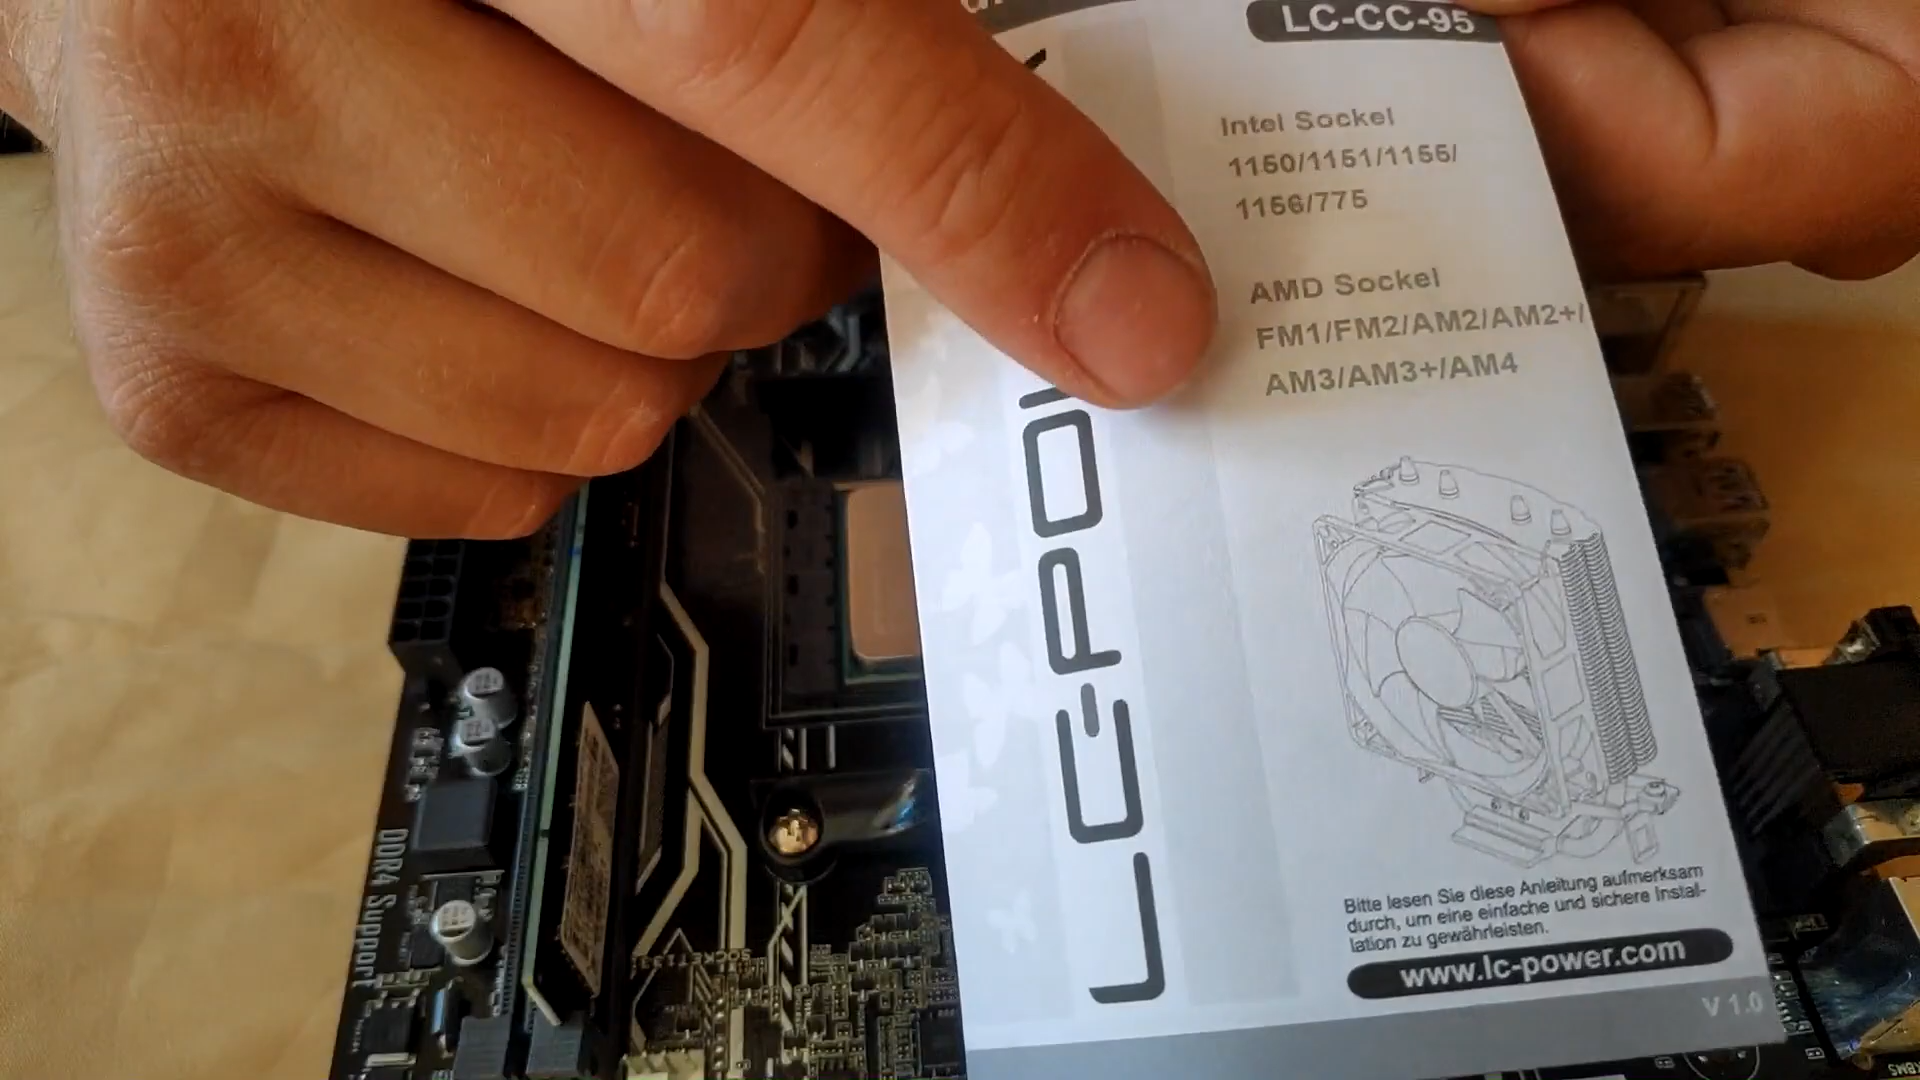 LC-CC-95
Intel Sockel
1150/1151/1155/
1156/775
AMD Sockel
FM1/FM2/AM2/AM2+/
AM3/AM3+/AM4
LC-POW
Bitte lesen Sie diese Anleitung aufmerksam
durch, um eine einfache und sichere Instal-
lation zu gewährleisten.
www.lc-power.com
V 1.0
DDR4 Support
SOCKET1331